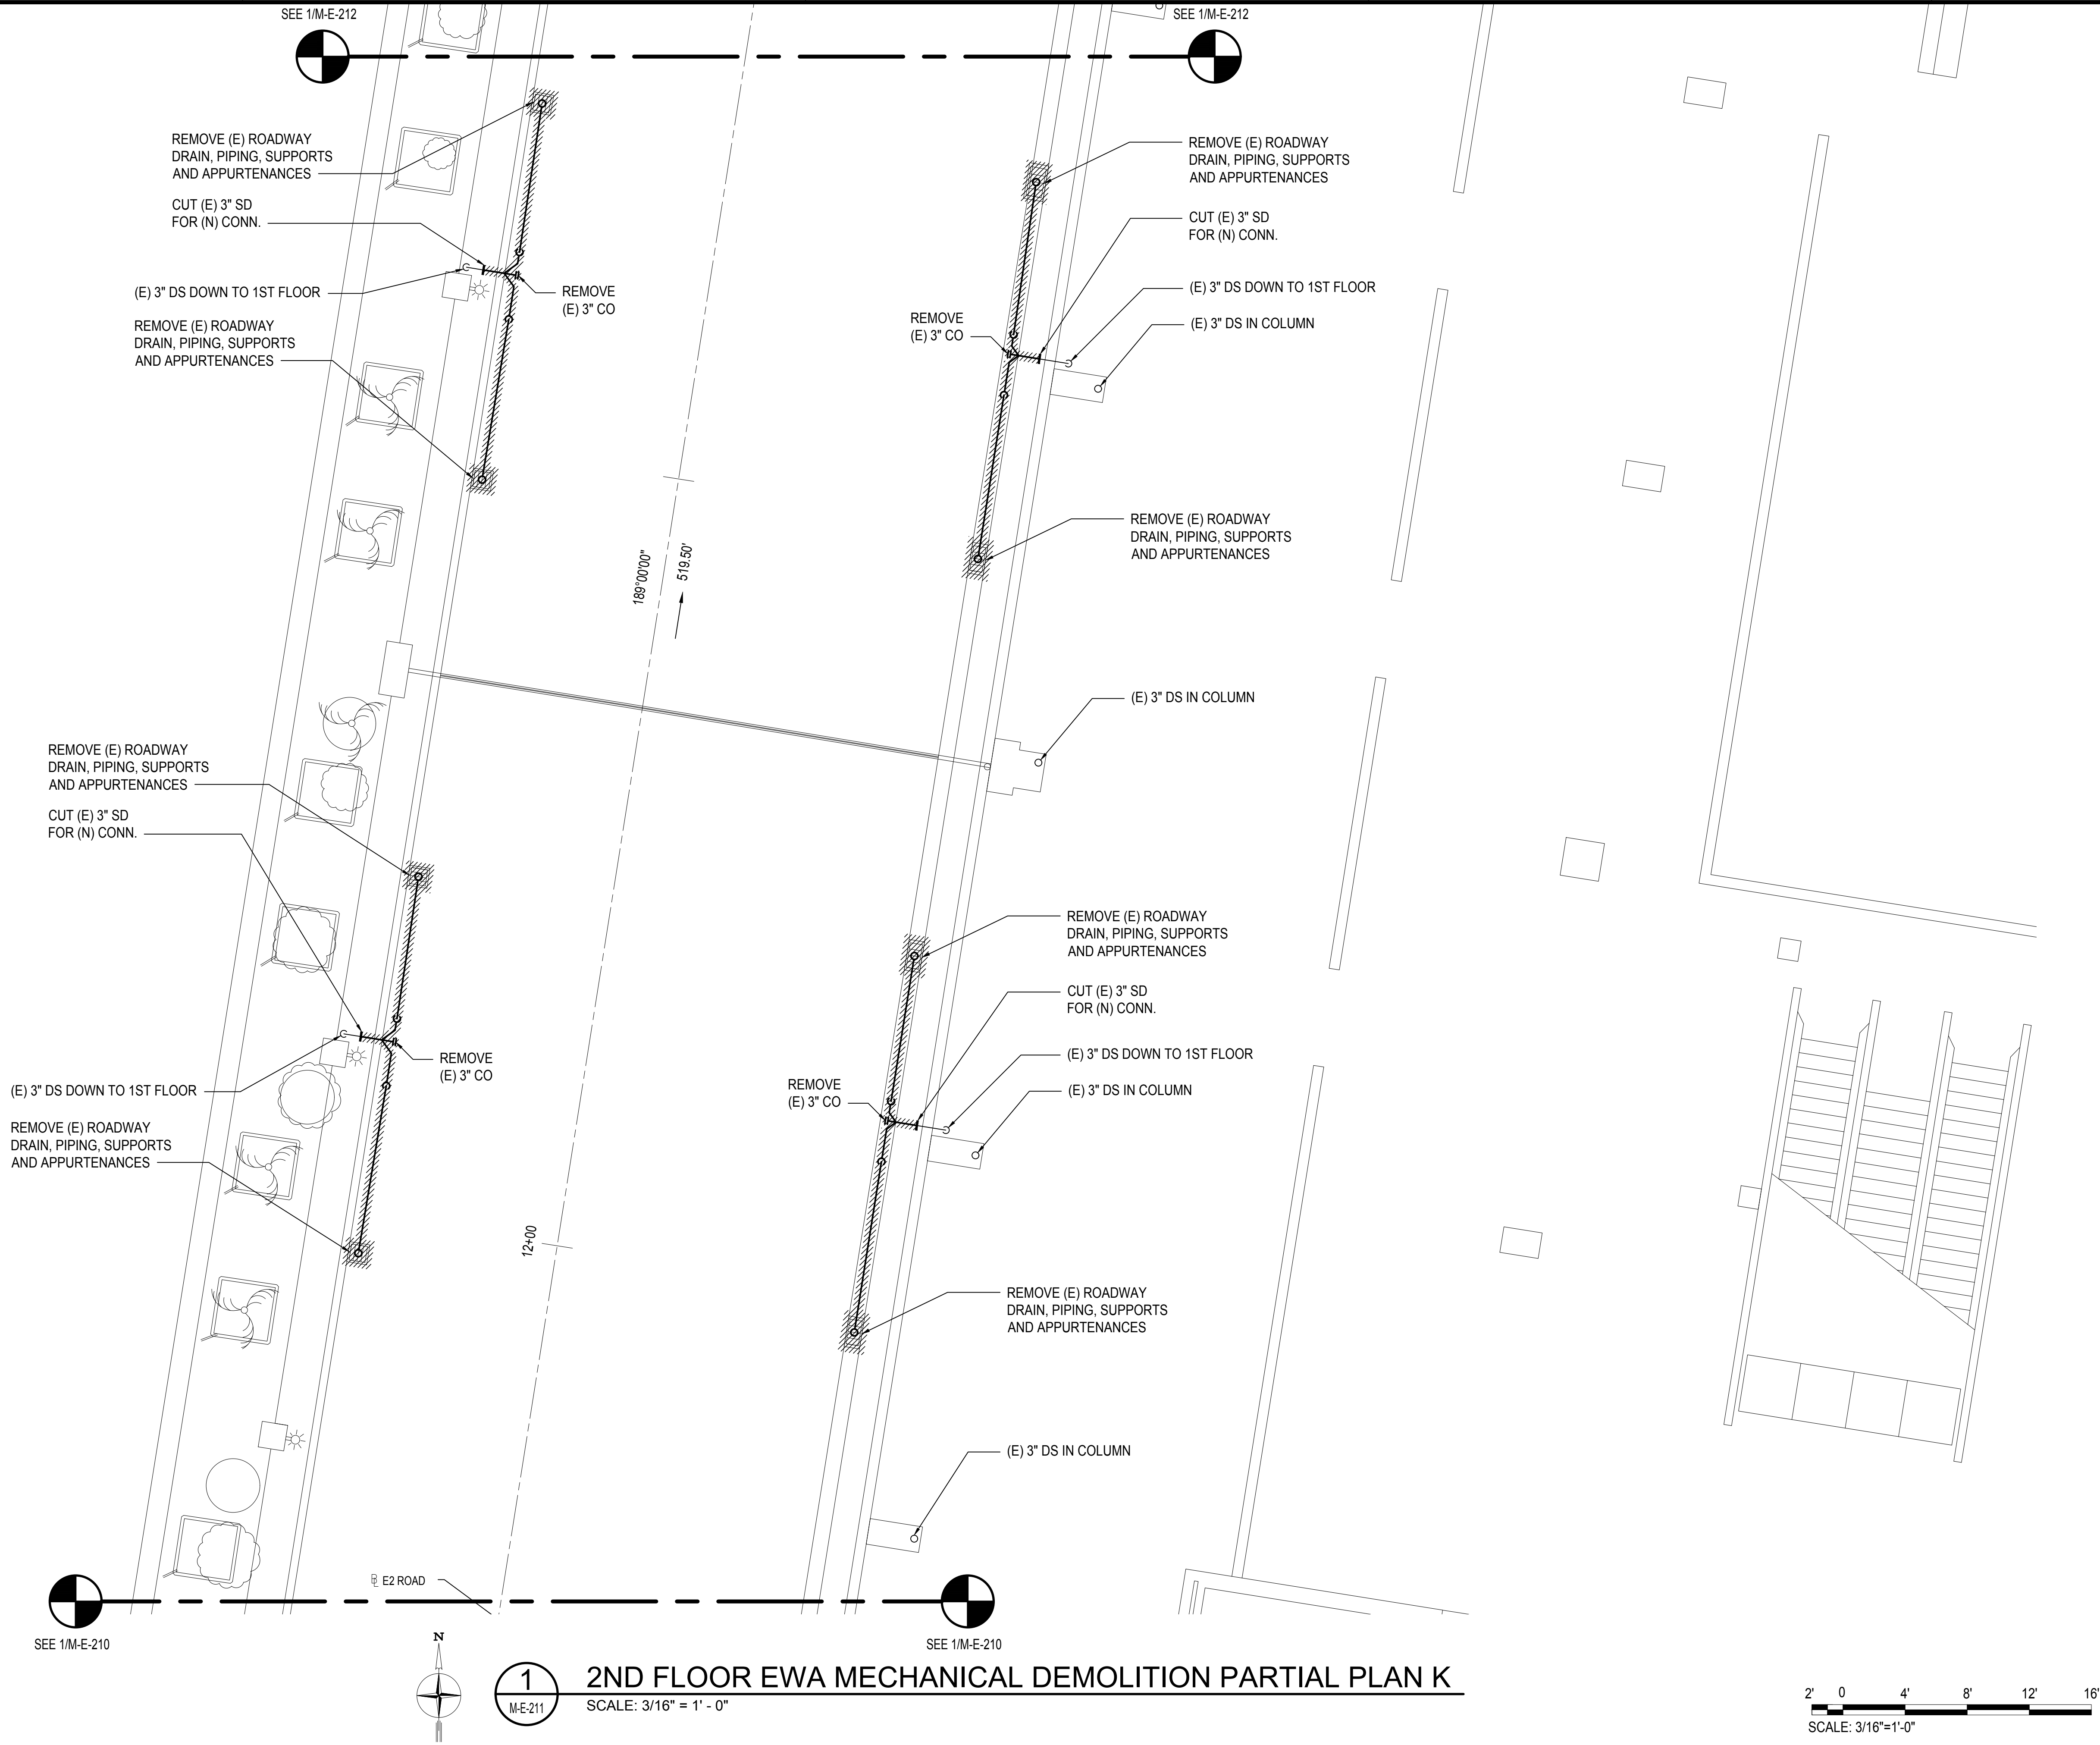 SEE 1/M-E-212
SEE 1/M-E-212
REMOVE (E) ROADWAY
DRAIN, PIPING, SUPPORTS
AND APPURTENANCES
CUT (E) 3" SD
FOR (N) CONN.
(E) 3" DS DOWN TO 1ST FLOOR
REMOVE (E) ROADWAY
DRAIN, PIPING, SUPPORTS
AND APPURTENANCES
REMOVE
(E) 3" CO
REMOVE (E) ROADWAY
DRAIN, PIPING, SUPPORTS
AND APPURTENANCES
CUT (E) 3" SD
FOR (N) CONN.
(E) 3" DS DOWN TO 1ST FLOOR
(E) 3" DS IN COLUMN
REMOVE
(E) 3" CO
REMOVE (E) ROADWAY
DRAIN, PIPING, SUPPORTS
AND APPURTENANCES
189°00'00"
519.50'
(E) 3" DS IN COLUMN
REMOVE (E) ROADWAY
DRAIN, PIPING, SUPPORTS
AND APPURTENANCES
CUT (E) 3" SD
FOR (N) CONN.
REMOVE
(E) 3" CO
(E) 3" DS DOWN TO 1ST FLOOR
REMOVE (E) ROADWAY
DRAIN, PIPING, SUPPORTS
AND APPURTENANCES
REMOVE (E) ROADWAY
DRAIN, PIPING, SUPPORTS
AND APPURTENANCES
CUT (E) 3" SD
FOR (N) CONN.
(E) 3" DS DOWN TO 1ST FLOOR
REMOVE
(E) 3" CO
(E) 3" DS IN COLUMN
12+00
REMOVE (E) ROADWAY
DRAIN, PIPING, SUPPORTS
AND APPURTENANCES
(E) 3" DS IN COLUMN
E2 ROAD
SEE 1/M-E-210
SEE 1/M-E-210
N
1
M-E-211
2ND FLOOR EWA MECHANICAL DEMOLITION PARTIAL PLAN K
SCALE: 3/16" = 1' - 0"
2' 0 4' 8' 12' 16'
SCALE: 3/16"=1'-0"